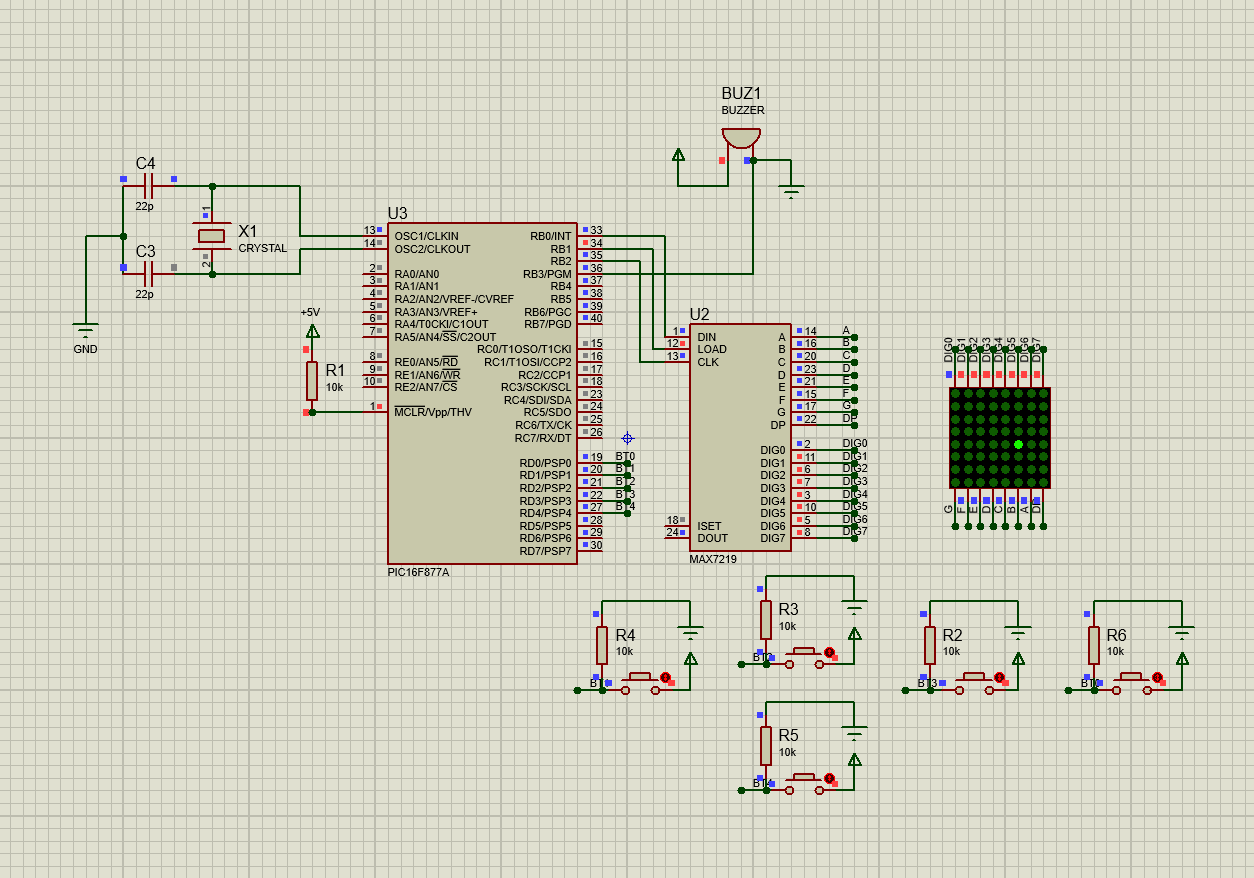 BUZ1
BUZZER
C4
22p
X1
CRYSTAL
1
2
C3
22p
GND
+5V
R1
10k
U3
13 OSC1/CLKIN
14 OSC2/CLKOUT
2 RA0/AN0
3 RA1/AN1
4 RA2/AN2/VREF-/CVREF
5 RA3/AN3/VREF+
6 RA4/T0CKI/C1OUT
7 RA5/AN4/SS/C2OUT
8 RE0/AN5/RD
9 RE1/AN6/WR
10 RE2/AN7/CS
1 MCLR/Vpp/THV
RB0/INT 33
RB1 34
RB2 35
RB3/PGM 36
RB4 37
RB5 38
RB6/PGC 39
RB7/PGD 40
RC0/T1OSO/T1CKI 15
RC1/T1OSI/CCP2 16
RC2/CCP1 17
RC3/SCK/SCL 18
RC4/SDI/SDA 23
RC5/SDO 24
RC6/TX/CK 25
RC7/RX/DT 26
RD0/PSP0 19 BT0
RD1/PSP1 20 BT1
RD2/PSP2 21 BT2
RD3/PSP3 22 BT3
RD4/PSP4 27 BT4
RD5/PSP5 28
RD6/PSP6 29
RD7/PSP7 30
PIC16F877A
U2
1 DIN
12 LOAD
13 CLK
18 ISET
24 DOUT
A 14 A
B 16 B
C 20 C
D 23 D
E 21 E
F 15 F
G 17 G
DP 22 DP
DIG0 2 DIG0
DIG1 11 DIG1
DIG2 6 DIG2
DIG3 7 DIG3
DIG4 3 DIG4
DIG5 10 DIG5
DIG6 5 DIG6
DIG7 8 DIG7
MAX7219
DIG0 DIG1 DIG2 DIG3 DIG4 DIG5 DIG6 DIG7
G F E D C B A
R4
10k
R3
10k
R2
10k
BT3
R6
10k
R5
10k